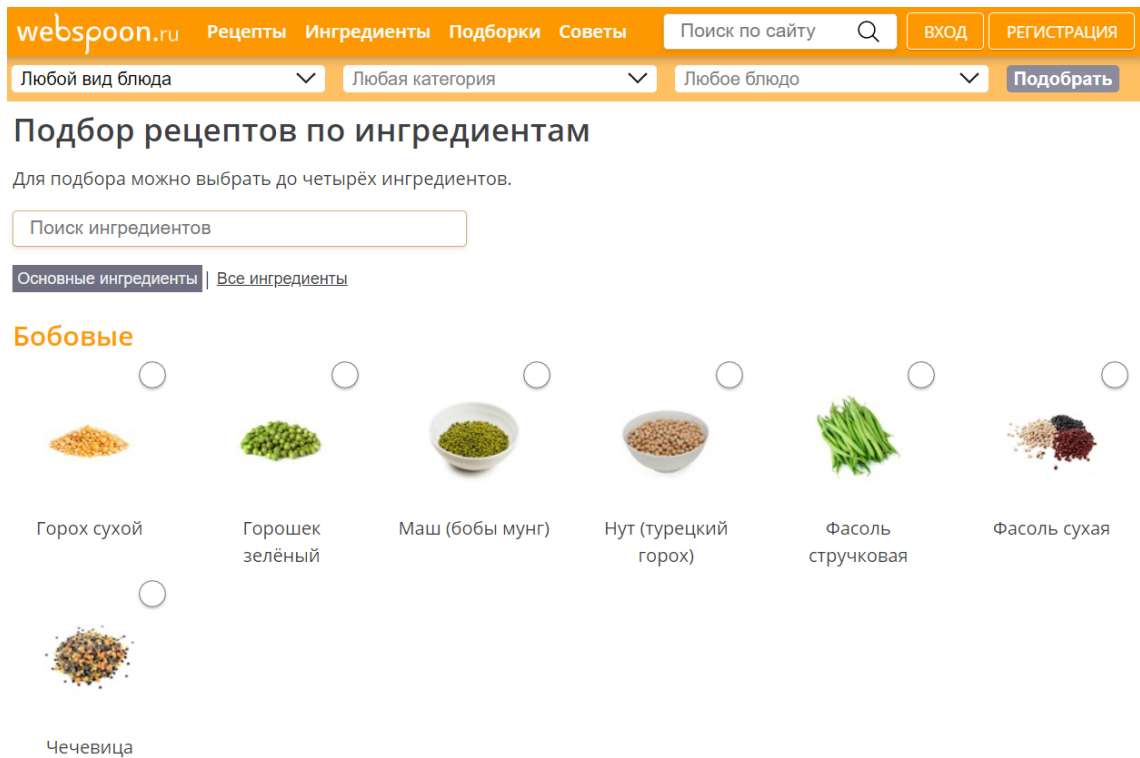 webspoon.ru Рецепты Ингредиенты Подборки Советы Поиск по сайту ВХОД РЕГИСТРАЦИЯ
Любой вид блюда Любая категория Любое блюдо Подобрать
Подбор рецептов по ингредиентам
Для подбора можно выбрать до четырёх ингредиентов.
Поиск ингредиентов
Основные ингредиенты | Все ингредиенты
Бобовые
Горох сухой
Горошек
зелёный
Маш (бобы мунг)
Нут (турецкий
горох)
Фасоль
стручковая
Фасоль сухая
Чечевица